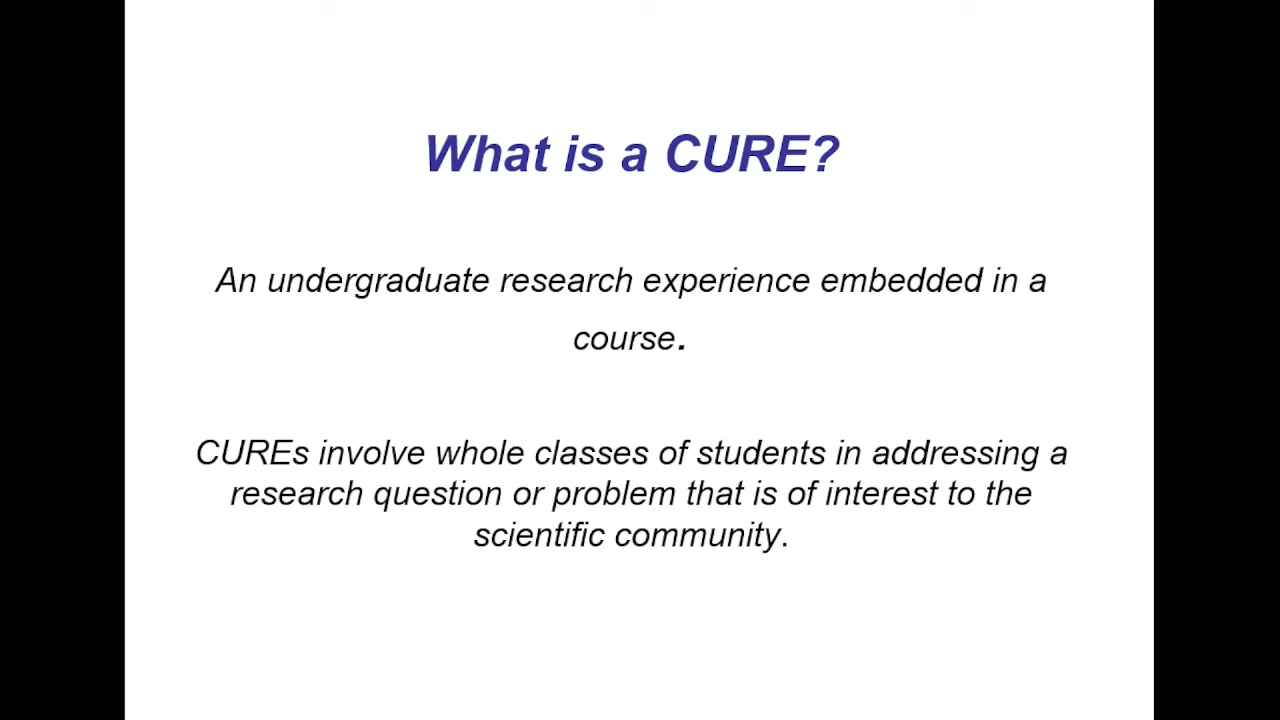 What is a CURE?
An undergraduate research experience embedded in a
course.
CUREs involve whole classes of students in addressing a
research question or problem that is of interest to the
scientific community.